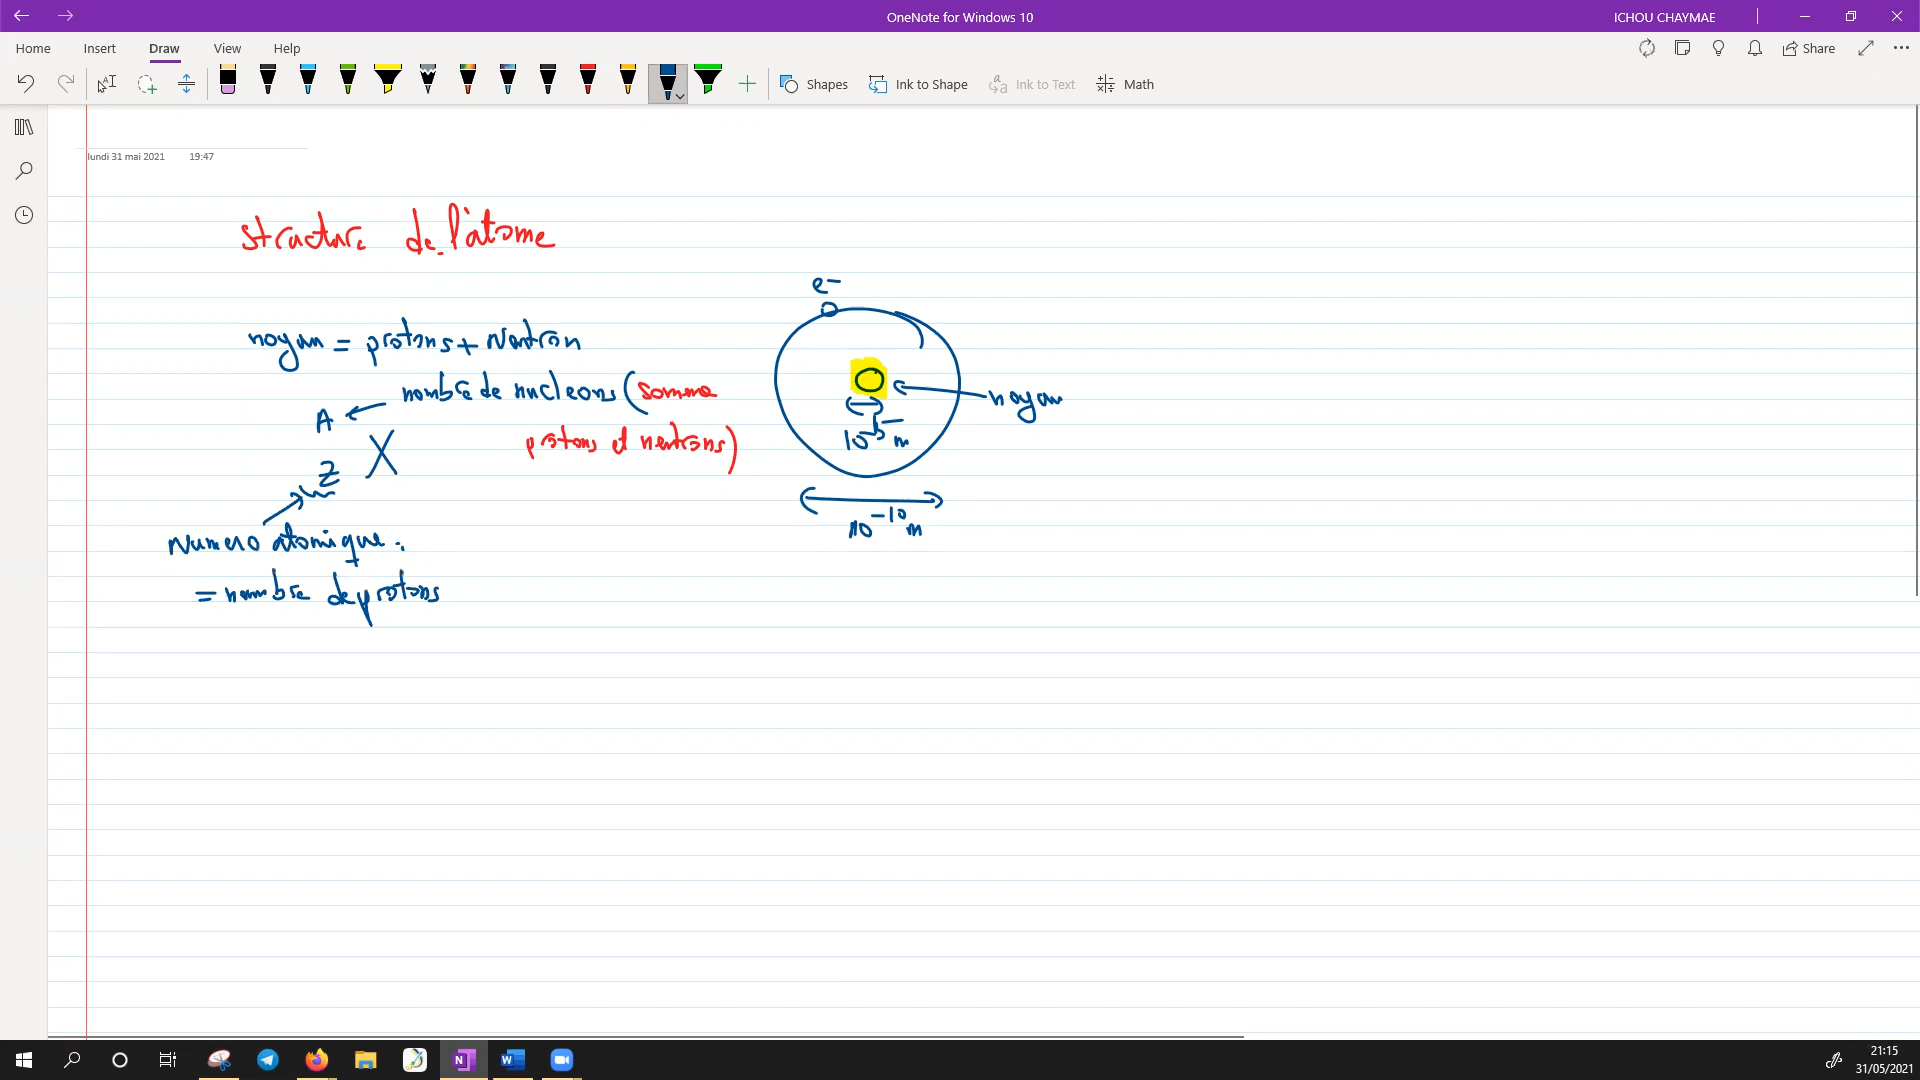 OneNote for Windows 10
ICHOU CHAYMAE
Home Insert Draw View Help
Share
Shapes Ink to Shape Ink to Text Math
lundi 31 mai 2021 19:47
structure de l'atome
e-
noyau = protons + Neutron
nombre de nucleons (somme
noyau
A
protons et neutrons)
X
m
Z
10-10 m
Numero atomique :
= nombre de protons
21:15
31/05/2021